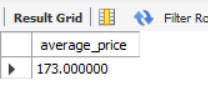 Result Grid Filter Ro
average_price
173.000000